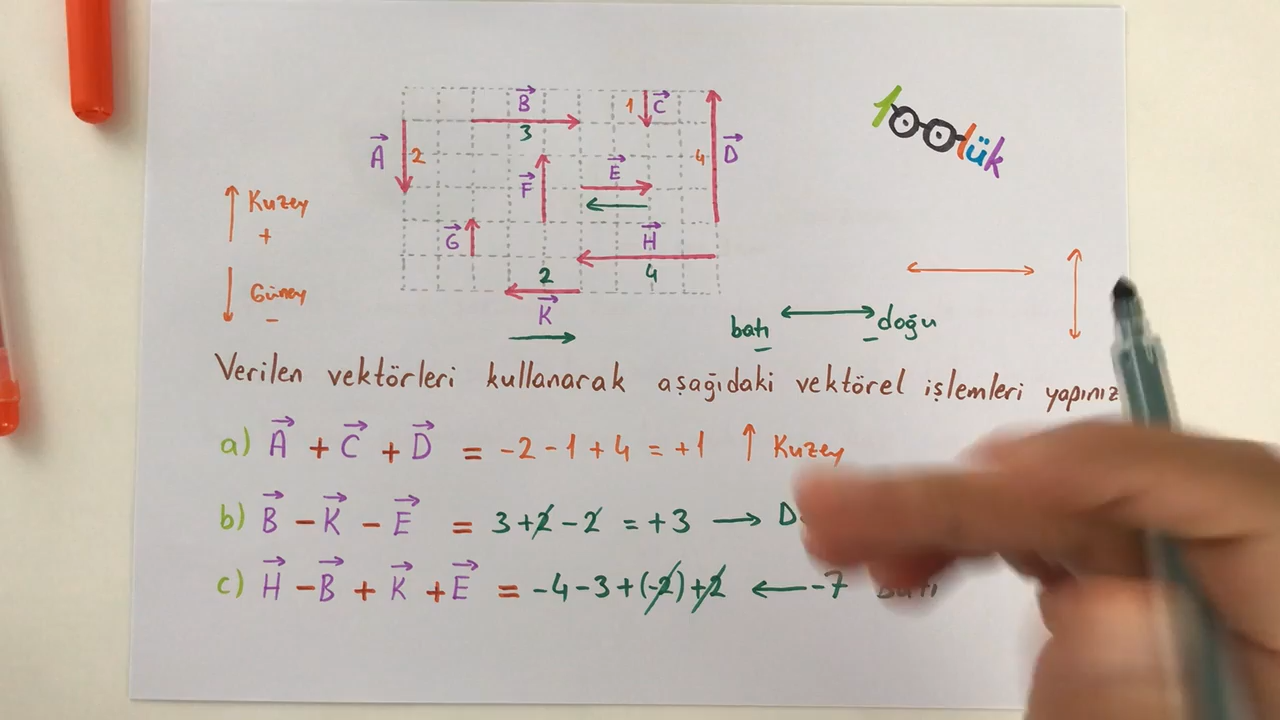 100lük
B
3
1 C
A 2
4 D
E
F
G
H
4
2
K
Kuzey
+
Güney
-
batı doğu
Verilen vektörleri kullanarak aşağıdaki vektörel işlemleri yapınız
a) A + C + D = -2 - 1 + 4 = +1 ↑ Kuzey
b) B - K - E = 3 + 2 - 2 = +3 →
c) H - B + K + E = -4 - 3 + (-2) + 2 ← -7 Batı